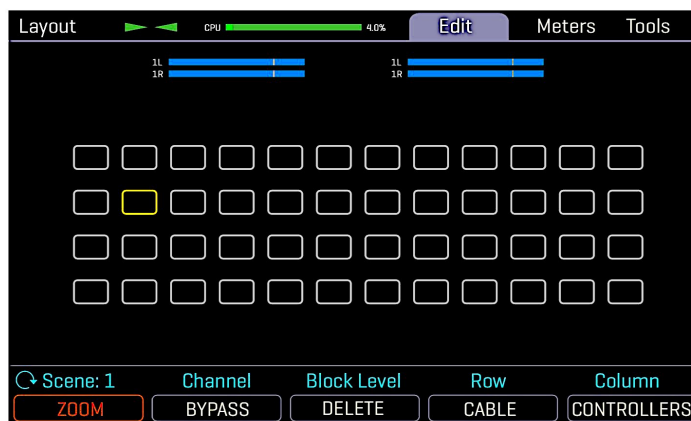 Layout CPU 4.0% Edit Meters Tools
1L 1L
1R 1R
Scene: 1 Channel Block Level Row Column
ZOOM BYPASS DELETE CABLE CONTROLLERS